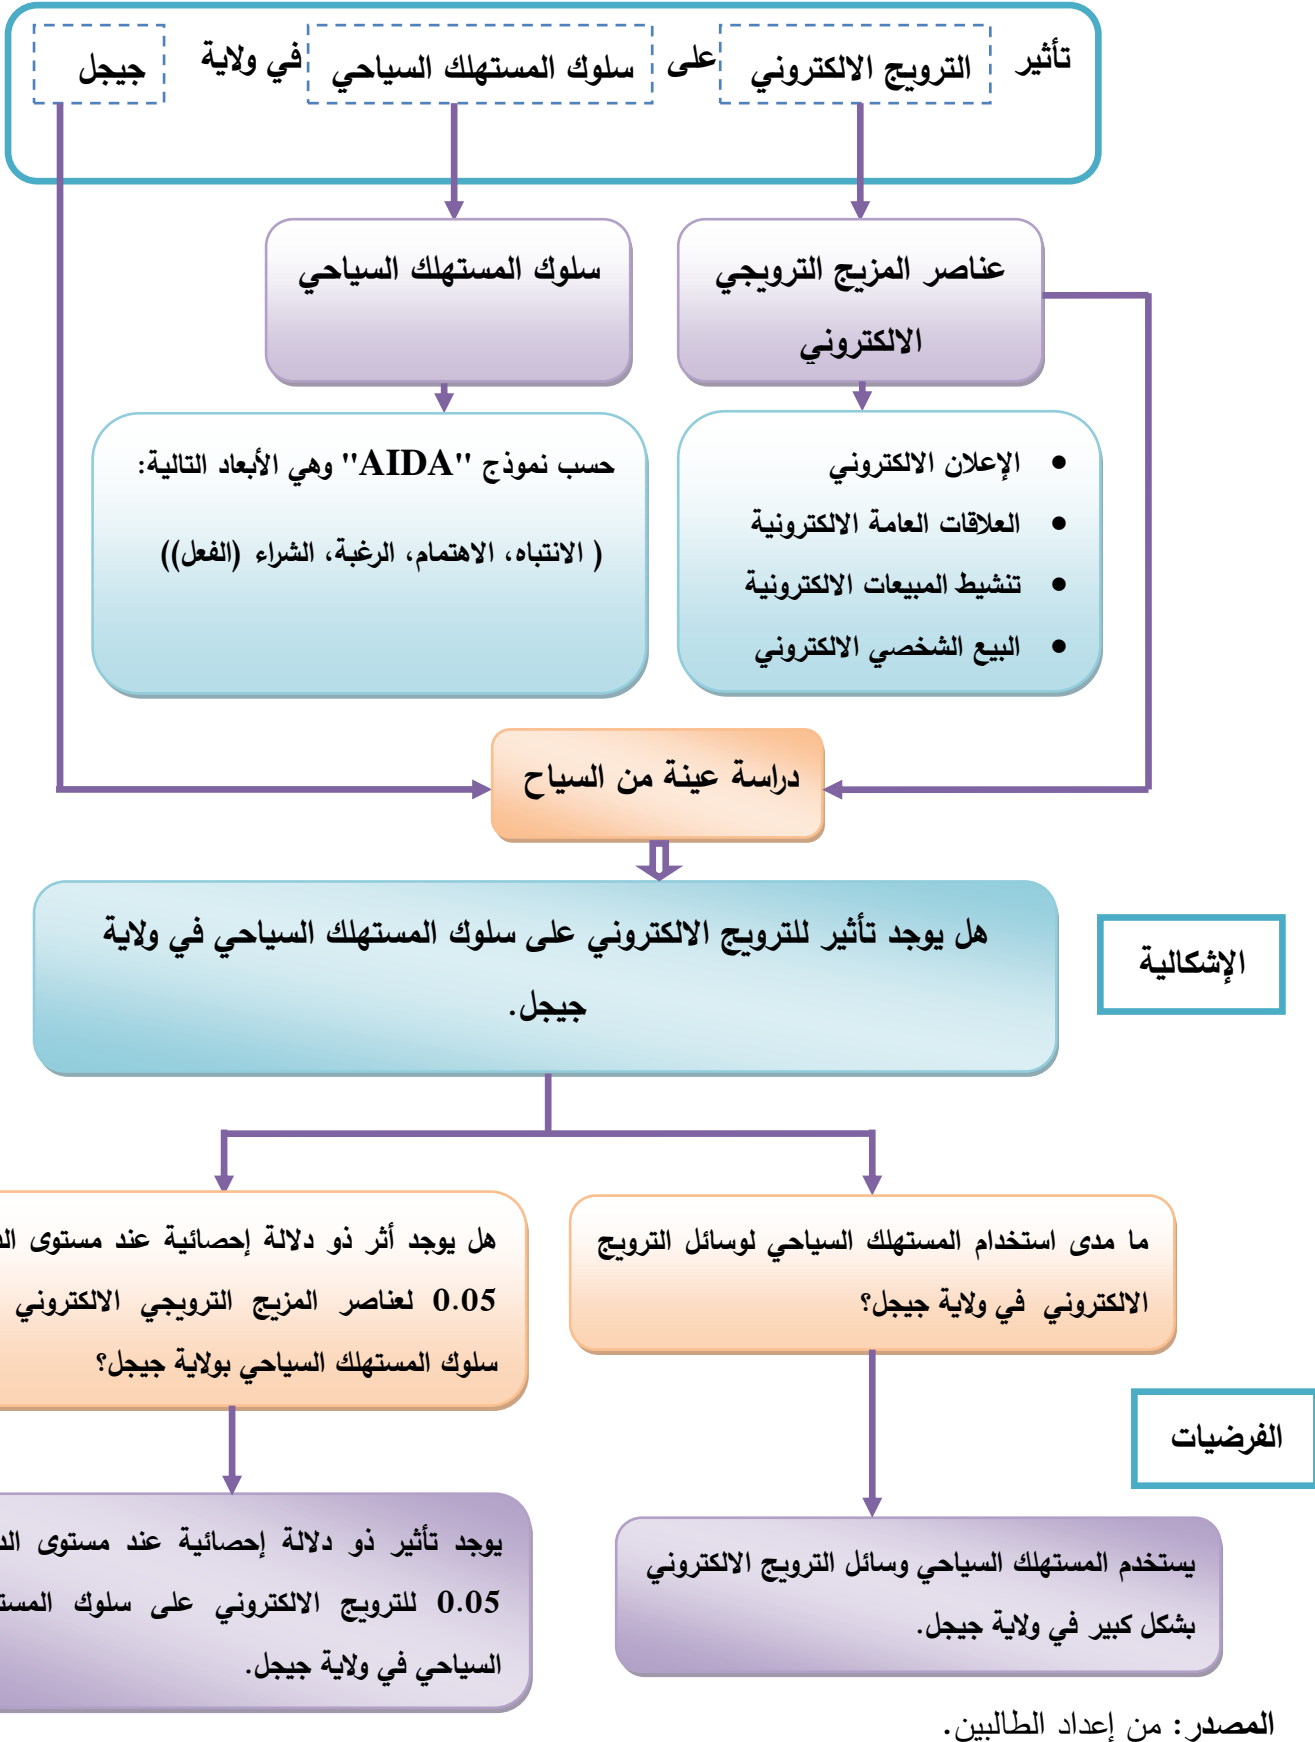 تأثير الترويج الالكتروني على سلوك المستهلك السياحي في ولاية جيجل
عناصر المزيج الترويجي
الالكتروني
سلوك المستهلك السياحي
• الإعلان الالكتروني
• العلاقات العامة الالكترونية
• تنشيط المبيعات الالكترونية
• البيع الشخصي الالكتروني
حسب نموذج "AIDA" وهي الأبعاد التالية:
( الانتباه، الاهتمام، الرغبة، الشراء (الفعل))
دراسة عينة من السياح
الإشكالية
هل يوجد تأثير للترويج الالكتروني على سلوك المستهلك السياحي في ولاية
جيجل.
ما مدى استخدام المستهلك السياحي لوسائل الترويج
الالكتروني في ولاية جيجل؟
هل يوجد أثر ذو دلالة إحصائية عند مستوى
0.05 لعناصر المزيج الترويجي الالكتروني
سلوك المستهلك السياحي بولاية جيجل؟
الفرضيات
يستخدم المستهلك السياحي وسائل الترويج الالكتروني
بشكل كبير في ولاية جيجل.
يوجد تأثير ذو دلالة إحصائية عند مستوى
0.05 للترويج الالكتروني على سلوك
السياحي في ولاية جيجل.
المصدر: من إعداد الطالبين.